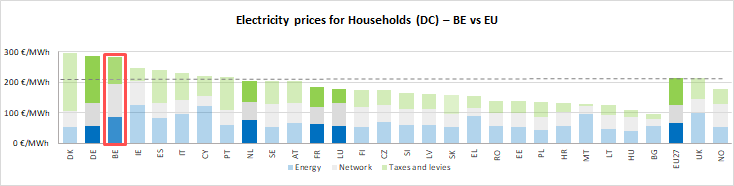 Electricity prices for Households (DC) – BE vs EU
300 €/MWh
200 €/MWh
100 €/MWh
0 €/MWh
DK DE BE IE ES IT CY PT NL SE AT FR LU FI CZ SI LV SK EL RO EE PL HR MT LT HU BG EU27 UK NO
Energy Network Taxes and levies